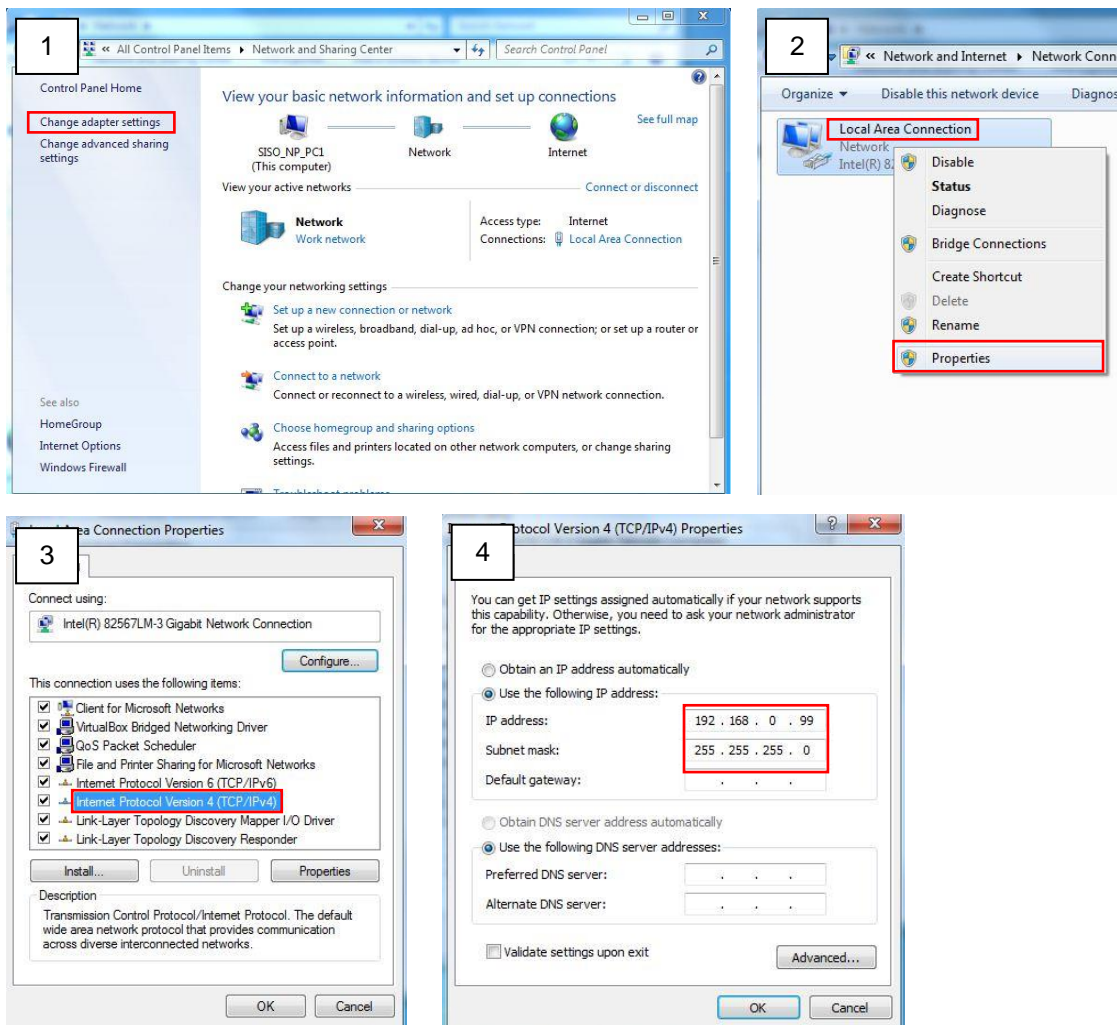 1
« All Control Panel Items ▸ Network and Sharing Center
Search Control Panel
Control Panel Home
Change adapter settings
Change advanced sharing
settings
See also
HomeGroup
Internet Options
Windows Firewall
View your basic network information and set up connections
See full map
SISO_NP_PC1
(This computer)
Network
Internet
View your active networks
Connect or disconnect
Network
Work network
Access type: Internet
Connections: Local Area Connection
Change your networking settings
Set up a new connection or network
Set up a wireless, broadband, dial-up, ad hoc, or VPN connection; or set up a router or
access point.
Connect to a network
Connect or reconnect to a wireless, wired, dial-up, or VPN network connection.
Choose homegroup and sharing options
Access files and printers located on other network computers, or change sharing
settings.
2
« Network and Internet ▸ Network Conn
Organize Disable this network device Diagnos
Local Area Connection
Network
Intel(R) 8
Disable
Status
Diagnose
Bridge Connections
Create Shortcut
Delete
Rename
Properties
3
ea Connection Properties
Connect using:
Intel(R) 82567LM-3 Gigabit Network Connection
Configure...
This connection uses the following items:
Client for Microsoft Networks
VirtualBox Bridged Networking Driver
QoS Packet Scheduler
File and Printer Sharing for Microsoft Networks
Internet Protocol Version 6 (TCP/IPv6)
Internet Protocol Version 4 (TCP/IPv4)
Link-Layer Topology Discovery Mapper I/O Driver
Link-Layer Topology Discovery Responder
Install... Uninstall Properties
Description
Transmission Control Protocol/Internet Protocol. The default
wide area network protocol that provides communication
across diverse interconnected networks.
OK Cancel
4
otocol Version 4 (TCP/IPv4) Properties
You can get IP settings assigned automatically if your network supports
this capability. Otherwise, you need to ask your network administrator
for the appropriate IP settings.
Obtain an IP address automatically
Use the following IP address:
IP address: 192 . 168 . 0 . 99
Subnet mask: 255 . 255 . 255 . 0
Default gateway: . . .
Obtain DNS server address automatically
Use the following DNS server addresses:
Preferred DNS server: . . .
Alternate DNS server: . . .
Validate settings upon exit
Advanced...
OK Cancel